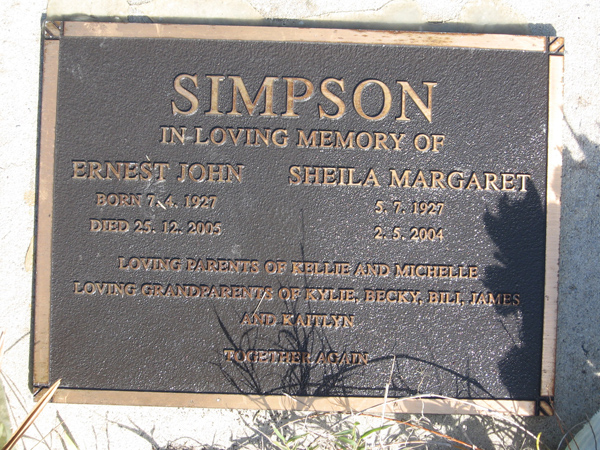 SIMPSON
IN LOVING MEMORY OF
ERNEST JOHN SHEILA MARGARET
BORN 7. 4. 1927 5. 7. 1927
DIED 25. 12. 2005 2. 5. 2004
LOVING PARENTS OF KELLIE AND MICHELLE
LOVING GRANDPARENTS OF KYLIE, BECKY, BILL, JAMES
AND KAITLYN
TOGETHER AGAIN